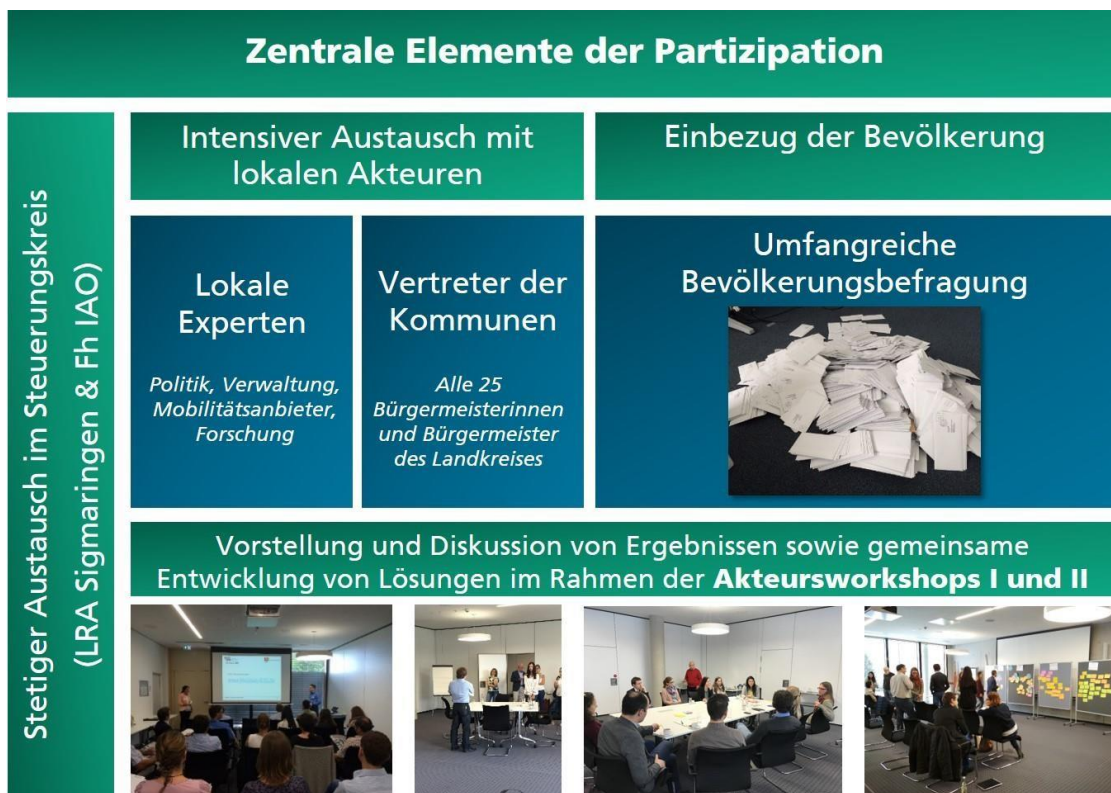 Zentrale Elemente der Partizipation
Stetiger Austausch im Steuerungskreis
(LRA Sigmaringen & Fh IAO)
Intensiver Austausch mit
lokalen Akteuren
Einbezug der Bevölkerung
Lokale
Experten
Politik, Verwaltung,
Mobilitätsanbieter,
Forschung
Vertreter der
Kommunen
Alle 25
Bürgermeisterinnen
und Bürgermeister
des Landkreises
Umfangreiche
Bevölkerungsbefragung
Vorstellung und Diskussion von Ergebnissen sowie gemeinsame
Entwicklung von Lösungen im Rahmen der Akteursworkshops I und II